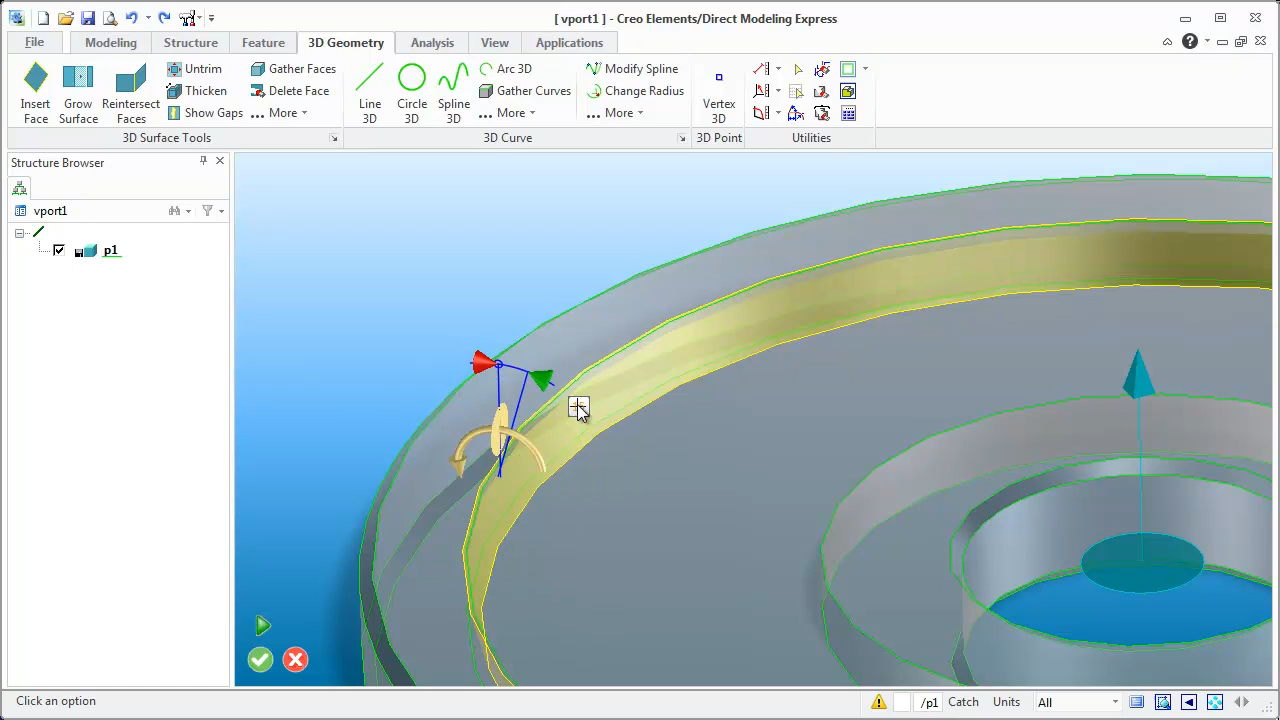 [ vport1 ] - Creo Elements/Direct Modeling Express
File Modeling Structure Feature 3D Geometry Analysis View Applications
Insert Face
Grow Surface
Reintersect Faces
Untrim
Thicken
Show Gaps
Gather Faces
Delete Face
... More
3D Surface Tools
Line 3D
Circle 3D
Spline 3D
Arc 3D
Gather Curves
... More
Modify Spline
Change Radius
... More
3D Curve
Vertex 3D
3D Point
Utilities
Structure Browser
vport1
p1
Click an option
/p1 Catch Units All